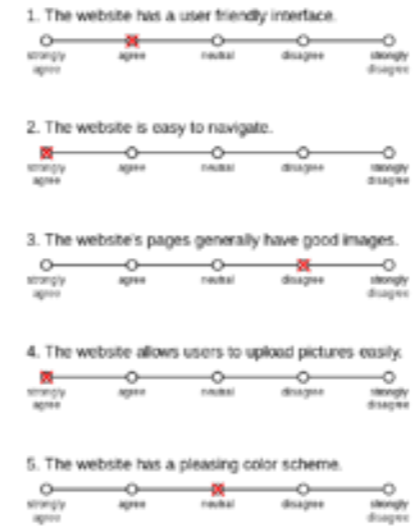 1. The website has a user friendly interface.
strongly agree neutral disagree strongly
agree disagree
2. The website is easy to navigate.
strongly agree neutral disagree strongly
agree disagree
3. The website's pages generally have good images.
strongly agree neutral disagree strongly
agree disagree
4. The website allows users to upload pictures easily.
strongly agree neutral disagree strongly
agree disagree
5. The website has a pleasing color scheme.
strongly agree neutral disagree strongly
agree disagree